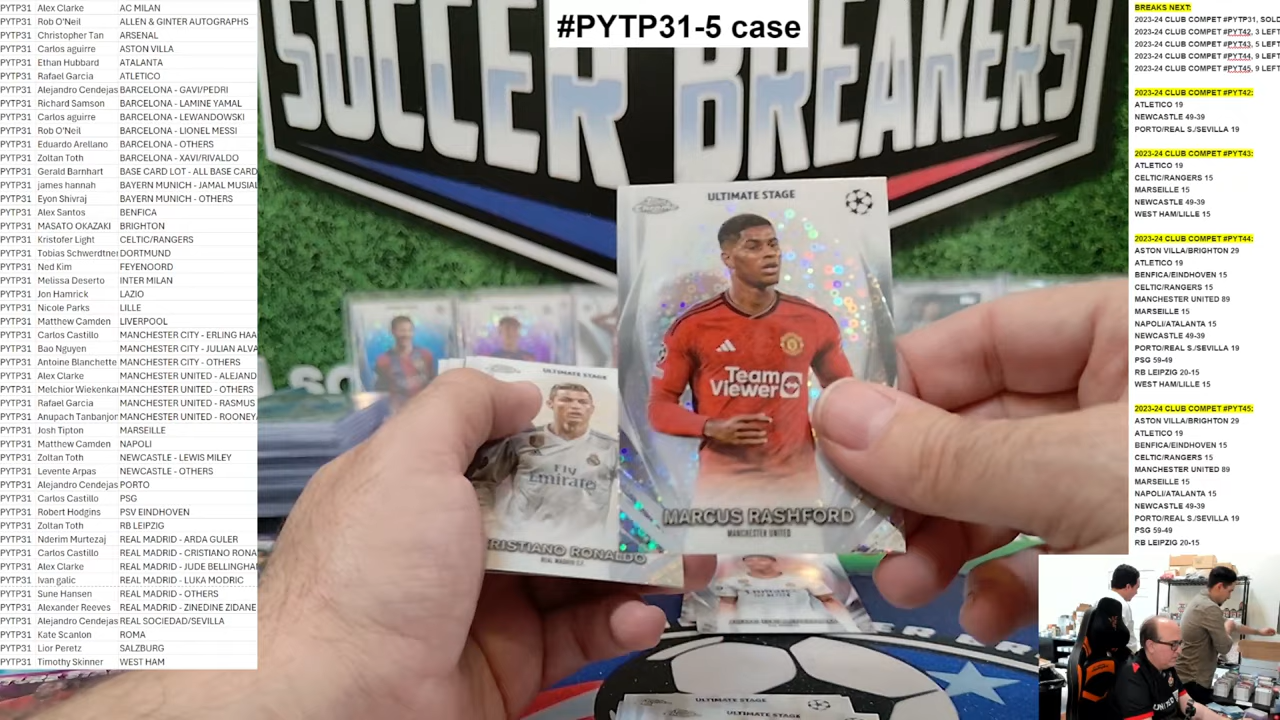 #PYTP31-5 case
SOCCER BREAKERS
PYTP31 Alex Clarke AC MILAN
PYTP31 Rob O'Neil ALLEN & GINTER AUTOGRAPHS
PYTP31 Christopher Tan ARSENAL
PYTP31 Carlos aguirre ASTON VILLA
PYTP31 Ethan Hubbard ATALANTA
PYTP31 Rafael Garcia ATLETICO
PYTP31 Alejandro Cendejas BARCELONA - GAVI/PEDRI
PYTP31 Richard Samson BARCELONA - LAMINE YAMAL
PYTP31 Carlos aguirre BARCELONA - LEWANDOWSKI
PYTP31 Rob O'Neil BARCELONA - LIONEL MESSI
PYTP31 Eduardo Arellano BARCELONA - OTHERS
PYTP31 Zoltan Toth BARCELONA - XAVI/RIVALDO
PYTP31 Gerald Barnhart BASE CARD LOT - ALL BASE CARD
PYTP31 james hannah BAYERN MUNICH - JAMAL MUSIAL
PYTP31 Eyon Shivraj BAYERN MUNICH - OTHERS
PYTP31 Alex Santos BENFICA
PYTP31 MASATO OKAZAKI BRIGHTON
PYTP31 Kristofer Light CELTIC/RANGERS
PYTP31 Tobias Schwerdtner DORTMUND
PYTP31 Ned Kim FEYENOORD
PYTP31 Melissa Deserto INTER MILAN
PYTP31 Jon Hamrick LAZIO
PYTP31 Nicole Parks LILLE
PYTP31 Matthew Camden LIVERPOOL
PYTP31 Carlos Castillo MANCHESTER CITY - ERLING HAA
PYTP31 Bao Nguyen MANCHESTER CITY - JULIAN ALVA
PYTP31 Antoine Blanchette MANCHESTER CITY - OTHERS
PYTP31 Alex Clarke MANCHESTER UNITED - ALEJAND
PYTP31 Melchior Wiekenkar MANCHESTER UNITED - OTHERS
PYTP31 Rafael Garcia MANCHESTER UNITED - RASMUS
PYTP31 Anupach Tanbanjor MANCHESTER UNITED - ROONEY
PYTP31 Josh Tipton MARSEILLE
PYTP31 Matthew Camden NAPOLI
PYTP31 Zoltan Toth NEWCASTLE - LEWIS MILEY
PYTP31 Levente Arpas NEWCASTLE - OTHERS
PYTP31 Alejandro Cendejas PORTO
PYTP31 Carlos Castillo PSG
PYTP31 Robert Hodgins PSV EINDHOVEN
PYTP31 Zoltan Toth RB LEIPZIG
PYTP31 Nderim Murtezaj REAL MADRID - ARDA GULER
PYTP31 Carlos Castillo REAL MADRID - CRISTIANO RONA
PYTP31 Alex Clarke REAL MADRID - JUDE BELLINGHAM
PYTP31 Ivan galic REAL MADRID - LUKA MODRIC
PYTP31 Sune Hansen REAL MADRID - OTHERS
PYTP31 Alexander Reeves REAL MADRID - ZINEDINE ZIDANE
PYTP31 Alejandro Cendejas REAL SOCIEDAD/SEVILLA
PYTP31 Kate Scanlon ROMA
PYTP31 Lior Peretz SALZBURG
PYTP31 Timothy Skinner WEST HAM
ULTIMATE STAGE
Team
Viewer
MARCUS RASHFORD
MANCHESTER UNITED
ULTIMATE STAGE
Fly
Emirates
CRISTIANO RONALDO
REAL MADRID C.F.
ULTIMATE STAGE
ULTIMATE STAGE
BREAKS NEXT:
2023-24 CLUB COMPET #PYTP31, SOLD
2023-24 CLUB COMPET #PYT42, 3 LEFT
2023-24 CLUB COMPET #PYT43, 5 LEFT
2023-24 CLUB COMPET #PYT44, 9 LEFT
2023-24 CLUB COMPET #PYT45, 9 LEFT
2023-24 CLUB COMPET #PYT42:
ATLETICO 19
NEWCASTLE 49-39
PORTO/REAL S./SEVILLA 19
2023-24 CLUB COMPET #PYT43:
ATLETICO 19
CELTIC/RANGERS 15
MARSEILLE 15
NEWCASTLE 49-39
WEST HAM/LILLE 15
2023-24 CLUB COMPET #PYT44:
ASTON VILLA/BRIGHTON 29
ATLETICO 19
BENFICA/EINDHOVEN 15
CELTIC/RANGERS 15
MANCHESTER UNITED 89
MARSEILLE 15
NAPOLI/ATALANTA 15
NEWCASTLE 49-39
PORTO/REAL S./SEVILLA 19
PSG 59-49
RB LEIPZIG 20-15
WEST HAM/LILLE 15
2023-24 CLUB COMPET #PYT45:
ASTON VILLA/BRIGHTON 29
ATLETICO 19
BENFICA/EINDHOVEN 15
CELTIC/RANGERS 15
MANCHESTER UNITED 89
MARSEILLE 15
NAPOLI/ATALANTA 15
NEWCASTLE 49-39
PORTO/REAL S./SEVILLA 19
PSG 59-49
RB LEIPZIG 20-15